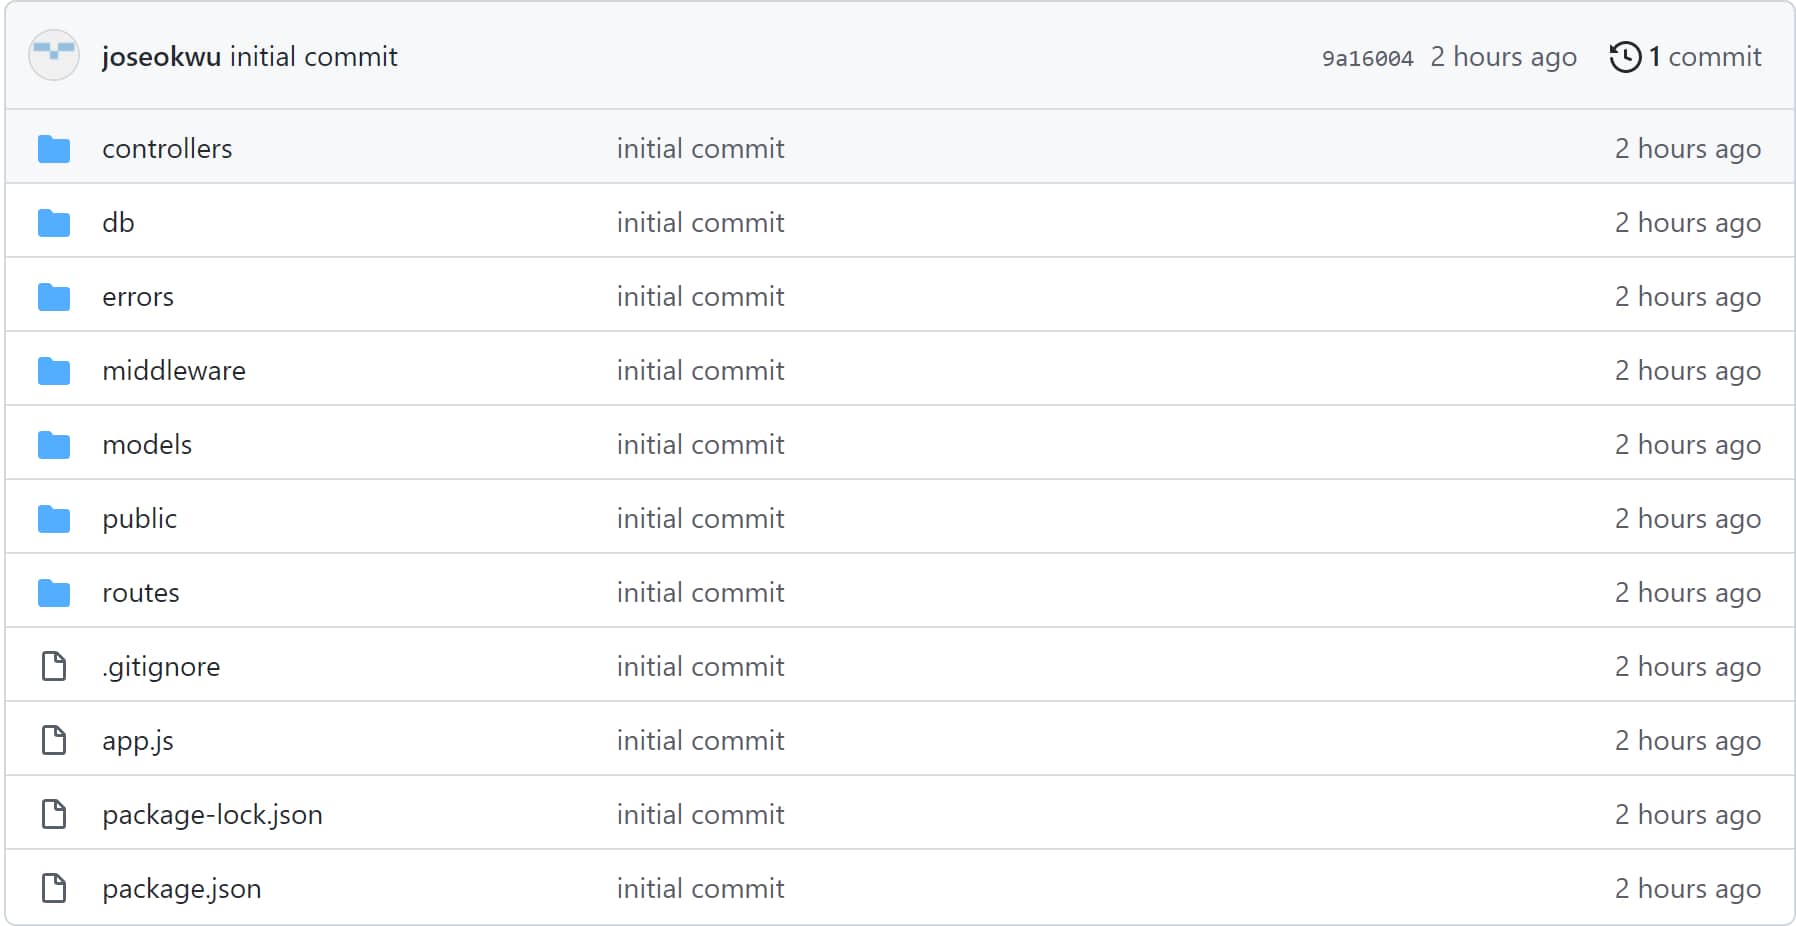 joseokwu initial commit 9a16004 2 hours ago 1 commit
controllers initial commit 2 hours ago
db initial commit 2 hours ago
errors initial commit 2 hours ago
middleware initial commit 2 hours ago
models initial commit 2 hours ago
public initial commit 2 hours ago
routes initial commit 2 hours ago
.gitignore initial commit 2 hours ago
app.js initial commit 2 hours ago
package-lock.json initial commit 2 hours ago
package.json initial commit 2 hours ago